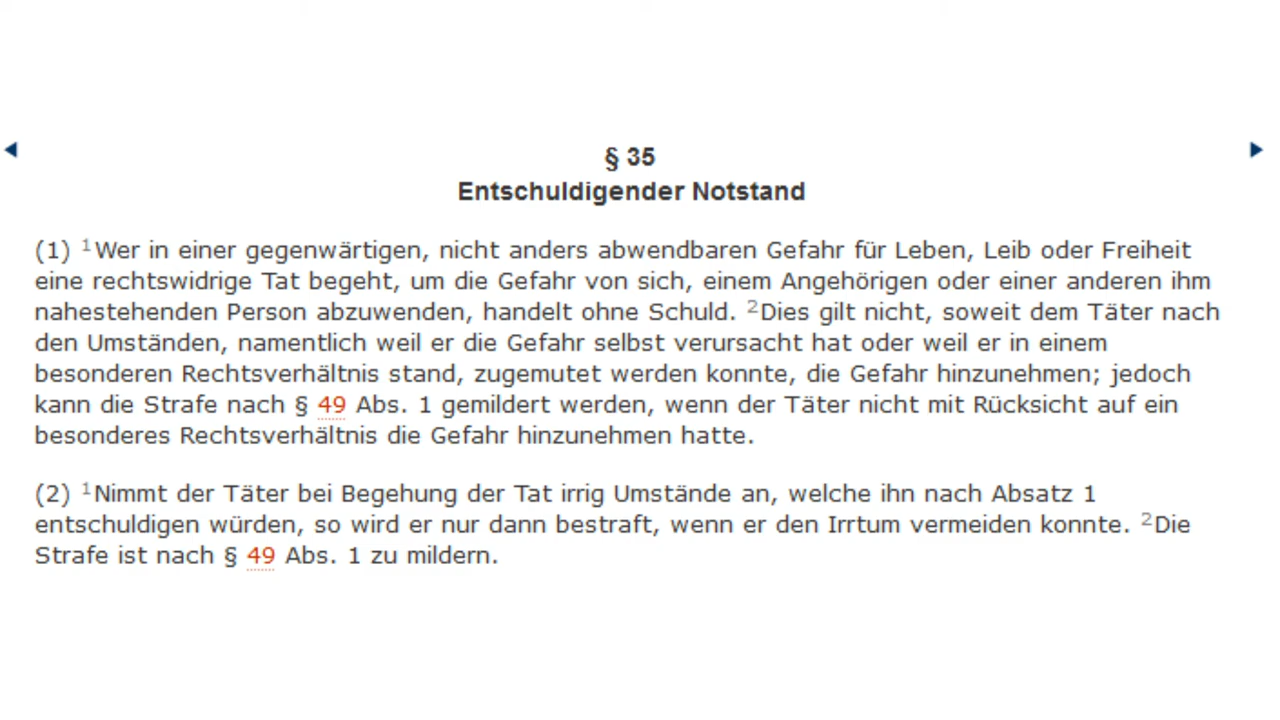 § 35
Entschuldigender Notstand
(1) ¹Wer in einer gegenwärtigen, nicht anders abwendbaren Gefahr für Leben, Leib oder Freiheit
eine rechtswidrige Tat begeht, um die Gefahr von sich, einem Angehörigen oder einer anderen ihm
nahestehenden Person abzuwenden, handelt ohne Schuld. ²Dies gilt nicht, soweit dem Täter nach
den Umständen, namentlich weil er die Gefahr selbst verursacht hat oder weil er in einem
besonderen Rechtsverhältnis stand, zugemutet werden konnte, die Gefahr hinzunehmen; jedoch
kann die Strafe nach § 49 Abs. 1 gemildert werden, wenn der Täter nicht mit Rücksicht auf ein
besonderes Rechtsverhältnis die Gefahr hinzunehmen hatte.
(2) ¹Nimmt der Täter bei Begehung der Tat irrig Umstände an, welche ihn nach Absatz 1
entschuldigen würden, so wird er nur dann bestraft, wenn er den Irrtum vermeiden konnte. ²Die
Strafe ist nach § 49 Abs. 1 zu mildern.